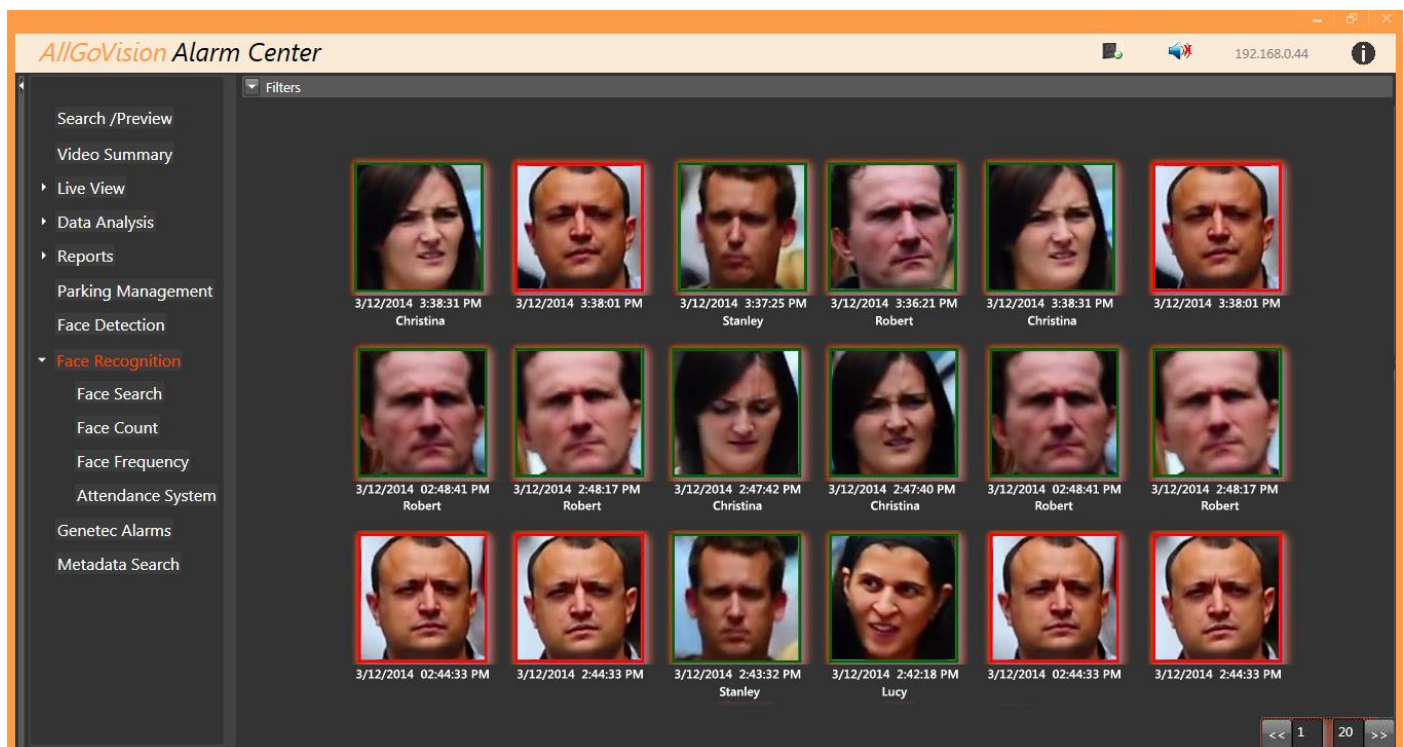 AllGoVision Alarm Center
192.168.0.44
Filters
Search /Preview
Video Summary
Live View
Data Analysis
Reports
Parking Management
Face Detection
Face Recognition
Face Search
Face Count
Face Frequency
Attendance System
Genetec Alarms
Metadata Search
3/12/2014 3:38:31 PM 3/12/2014 3:38:01 PM 3/12/2014 3:37:25 PM 3/12/2014 3:36:21 PM 3/12/2014 3:38:31 PM 3/12/2014 3:38:01 PM
Christina Stanley Robert Christina
3/12/2014 02:48:41 PM 3/12/2014 2:48:17 PM 3/12/2014 2:47:42 PM 3/12/2014 2:47:40 PM 3/12/2014 02:48:41 PM 3/12/2014 2:48:17 PM
Robert Robert Christina Christina Robert Robert
3/12/2014 02:44:33 PM 3/12/2014 2:44:33 PM 3/12/2014 2:43:32 PM 3/12/2014 2:42:18 PM 3/12/2014 02:44:33 PM 3/12/2014 2:44:33 PM
Stanley Lucy
<< 1 20 >>